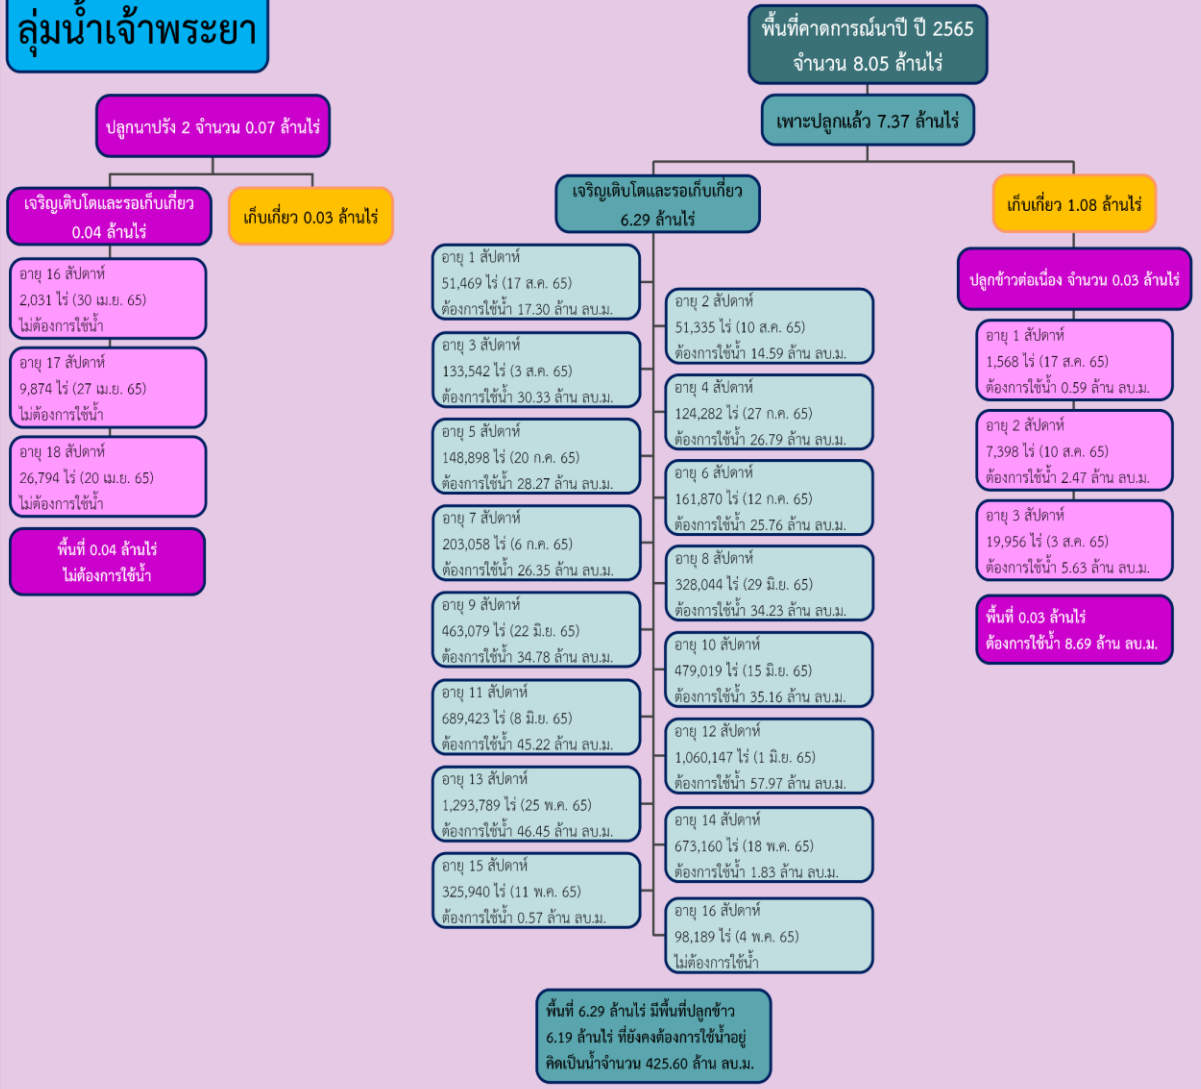 ลุ่มน้ำเจ้าพระยา
ปลูกนาปรัง 2 จำนวน 0.07 ล้านไร่
เจริญเติบโตและรอเก็บเกี่ยว
0.04 ล้านไร่
เก็บเกี่ยว 0.03 ล้านไร่
อายุ 16 สัปดาห์
2,031 ไร่ (30 เม.ย. 65)
ไม่ต้องการใช้น้ำ
อายุ 17 สัปดาห์
9,874 ไร่ (27 เม.ย. 65)
ไม่ต้องการใช้น้ำ
อายุ 18 สัปดาห์
26,794 ไร่ (20 เม.ย. 65)
ไม่ต้องการใช้น้ำ
พื้นที่ 0.04 ล้านไร่
ไม่ต้องการใช้น้ำ
พื้นที่คาดการณ์นาปี ปี 2565
จำนวน 8.05 ล้านไร่
เพาะปลูกแล้ว 7.37 ล้านไร่
เจริญเติบโตและรอเก็บเกี่ยว
6.29 ล้านไร่
อายุ 1 สัปดาห์
51,469 ไร่ (17 ส.ค. 65)
ต้องการใช้น้ำ 17.30 ล้าน ลบ.ม.
อายุ 2 สัปดาห์
51,335 ไร่ (10 ส.ค. 65)
ต้องการใช้น้ำ 14.59 ล้าน ลบ.ม.
อายุ 3 สัปดาห์
133,542 ไร่ (3 ส.ค. 65)
ต้องการใช้น้ำ 30.33 ล้าน ลบ.ม.
อายุ 4 สัปดาห์
124,282 ไร่ (27 ก.ค. 65)
ต้องการใช้น้ำ 26.79 ล้าน ลบ.ม.
อายุ 5 สัปดาห์
148,898 ไร่ (20 ก.ค. 65)
ต้องการใช้น้ำ 28.27 ล้าน ลบ.ม.
อายุ 6 สัปดาห์
161,870 ไร่ (12 ก.ค. 65)
ต้องการใช้น้ำ 25.76 ล้าน ลบ.ม.
อายุ 7 สัปดาห์
203,058 ไร่ (6 ก.ค. 65)
ต้องการใช้น้ำ 26.35 ล้าน ลบ.ม.
อายุ 8 สัปดาห์
328,044 ไร่ (29 มิ.ย. 65)
ต้องการใช้น้ำ 34.23 ล้าน ลบ.ม.
อายุ 9 สัปดาห์
463,079 ไร่ (22 มิ.ย. 65)
ต้องการใช้น้ำ 34.78 ล้าน ลบ.ม.
อายุ 10 สัปดาห์
479,019 ไร่ (15 มิ.ย. 65)
ต้องการใช้น้ำ 35.16 ล้าน ลบ.ม.
อายุ 11 สัปดาห์
689,423 ไร่ (8 มิ.ย. 65)
ต้องการใช้น้ำ 45.22 ล้าน ลบ.ม.
อายุ 12 สัปดาห์
1,060,147 ไร่ (1 มิ.ย. 65)
ต้องการใช้น้ำ 57.97 ล้าน ลบ.ม.
อายุ 13 สัปดาห์
1,293,789 ไร่ (25 พ.ค. 65)
ต้องการใช้น้ำ 46.45 ล้าน ลบ.ม.
อายุ 14 สัปดาห์
673,160 ไร่ (18 พ.ค. 65)
ต้องการใช้น้ำ 1.83 ล้าน ลบ.ม.
อายุ 15 สัปดาห์
325,940 ไร่ (11 พ.ค. 65)
ต้องการใช้น้ำ 0.57 ล้าน ลบ.ม.
อายุ 16 สัปดาห์
98,189 ไร่ (4 พ.ค. 65)
ไม่ต้องการใช้น้ำ
พื้นที่ 6.29 ล้านไร่ มีพื้นที่ปลูกข้าว
6.19 ล้านไร่ ที่ยังคงต้องการใช้น้ำอยู่
คิดเป็นน้ำจำนวน 425.60 ล้าน ลบ.ม.
เก็บเกี่ยว 1.08 ล้านไร่
ปลูกข้าวต่อเนื่อง จำนวน 0.03 ล้านไร่
อายุ 1 สัปดาห์
1,568 ไร่ (17 ส.ค. 65)
ต้องการใช้น้ำ 0.59 ล้าน ลบ.ม.
อายุ 2 สัปดาห์
7,398 ไร่ (10 ส.ค. 65)
ต้องการใช้น้ำ 2.47 ล้าน ลบ.ม.
อายุ 3 สัปดาห์
19,956 ไร่ (3 ส.ค. 65)
ต้องการใช้น้ำ 5.63 ล้าน ลบ.ม.
พื้นที่ 0.03 ล้านไร่
ต้องการใช้น้ำ 8.69 ล้าน ลบ.ม.